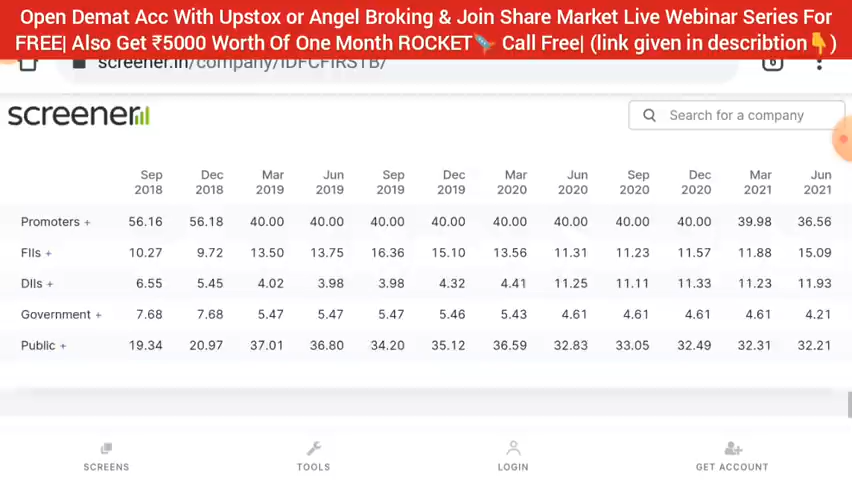 Open Demat Acc With Upstox or Angel Broking & Join Share Market Live Webinar Series For
FREE| Also Get ₹5000 Worth Of One Month ROCKET🚀 Call Free| (link given in describtion👇)
screener.in/company/IDFCFIRSTB/
screener
Search for a company
Sep 2018 Dec 2018 Mar 2019 Jun 2019 Sep 2019 Dec 2019 Mar 2020 Jun 2020 Sep 2020 Dec 2020 Mar 2021 Jun 2021
Promoters + 56.16 56.18 40.00 40.00 40.00 40.00 40.00 40.00 40.00 40.00 39.98 36.56
FIIs + 10.27 9.72 13.50 13.75 16.36 15.10 13.56 11.31 11.23 11.57 11.88 15.09
DIIs + 6.55 5.45 4.02 3.98 3.98 4.32 4.41 11.25 11.11 11.33 11.23 11.93
Government + 7.68 7.68 5.47 5.47 5.47 5.46 5.43 4.61 4.61 4.61 4.61 4.21
Public + 19.34 20.97 37.01 36.80 34.20 35.12 36.59 32.83 33.05 32.49 32.31 32.21
SCREENS TOOLS LOGIN GET ACCOUNT